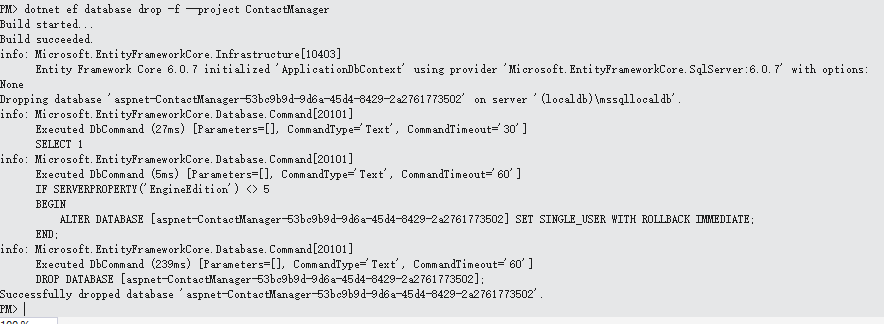 PM> dotnet ef database drop -f --project ContactManager
Build started...
Build succeeded.
info: Microsoft.EntityFrameworkCore.Infrastructure[10403]
      Entity Framework Core 6.0.7 initialized 'ApplicationDbContext' using provider 'Microsoft.EntityFrameworkCore.SqlServer:6.0.7' with options:
None
Dropping database 'aspnet-ContactManager-53bc9b9d-9d6a-45d4-8429-2a2761773502' on server '(localdb)\mssqllocaldb'.
info: Microsoft.EntityFrameworkCore.Database.Command[20101]
      Executed DbCommand (27ms) [Parameters=[], CommandType='Text', CommandTimeout='30']
      SELECT 1
info: Microsoft.EntityFrameworkCore.Database.Command[20101]
      Executed DbCommand (5ms) [Parameters=[], CommandType='Text', CommandTimeout='60']
      IF SERVERPROPERTY('EngineEdition') <> 5
      BEGIN
          ALTER DATABASE [aspnet-ContactManager-53bc9b9d-9d6a-45d4-8429-2a2761773502] SET SINGLE_USER WITH ROLLBACK IMMEDIATE;
      END;
info: Microsoft.EntityFrameworkCore.Database.Command[20101]
      Executed DbCommand (239ms) [Parameters=[], CommandType='Text', CommandTimeout='60']
      DROP DATABASE [aspnet-ContactManager-53bc9b9d-9d6a-45d4-8429-2a2761773502];
Successfully dropped database 'aspnet-ContactManager-53bc9b9d-9d6a-45d4-8429-2a2761773502'.
PM>